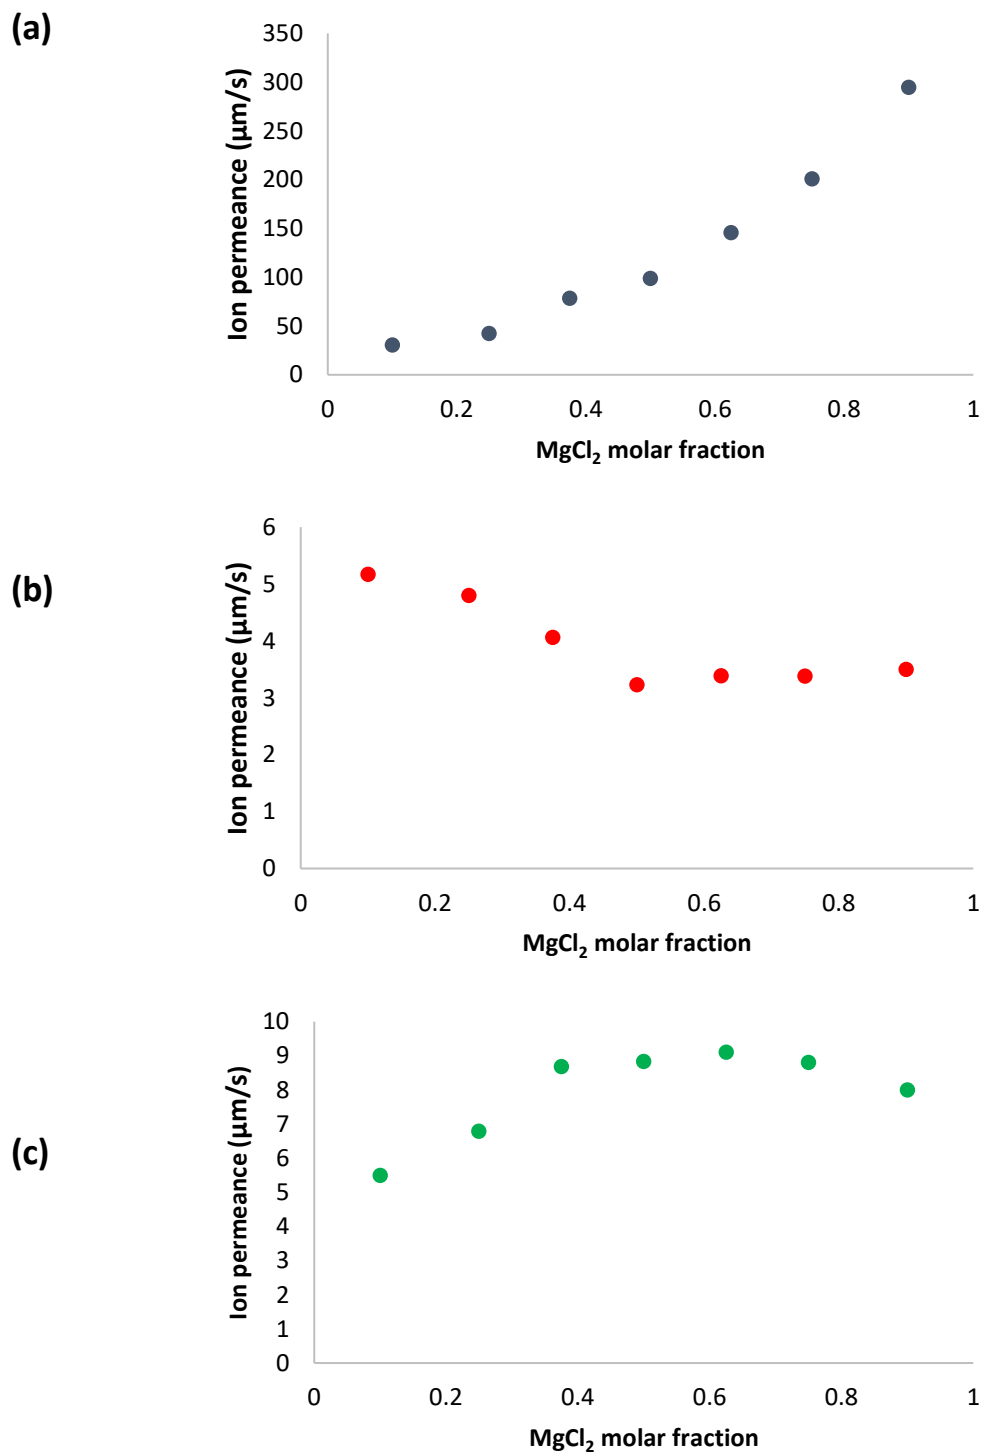 (a)
Ion permeance (µm/s)
350
300
250
200
150
100
50
0
0 0.2 0.4 0.6 0.8 1
MgCl₂ molar fraction
(b)
Ion permeance (µm/s)
6
5
4
3
2
1
0
0 0.2 0.4 0.6 0.8 1
MgCl₂ molar fraction
(c)
Ion permeance (µm/s)
10
9
8
7
6
5
4
3
2
1
0
0 0.2 0.4 0.6 0.8 1
MgCl₂ molar fraction